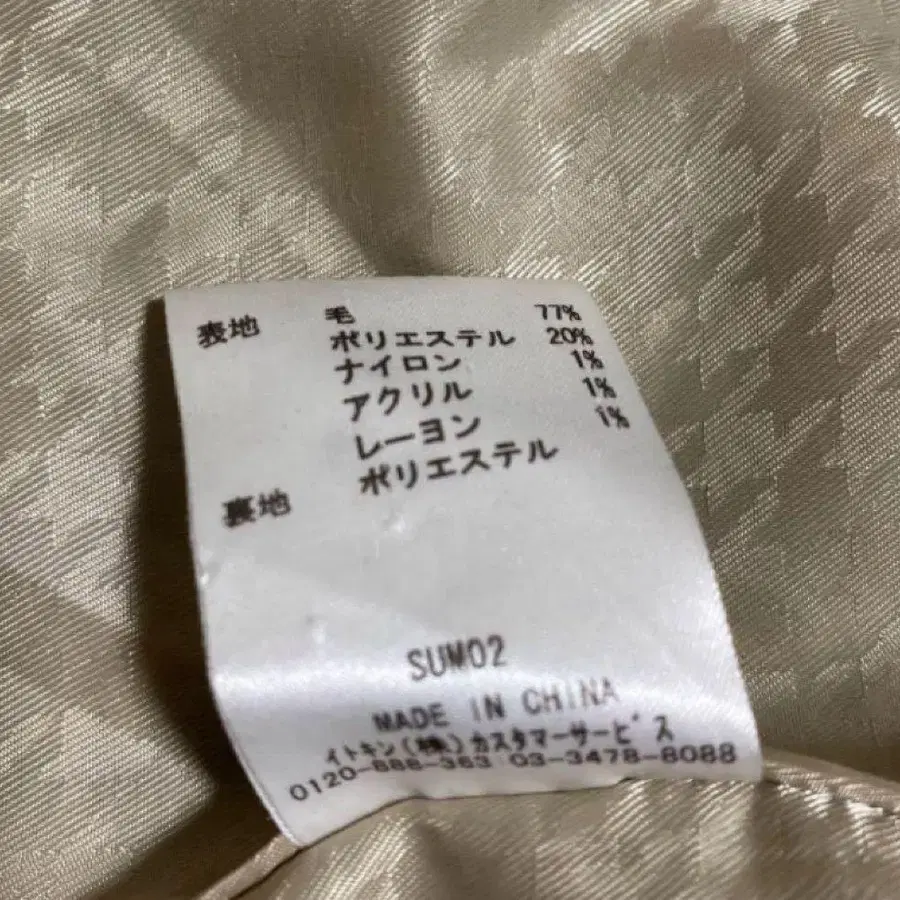 表地 毛 77%
ポリエステル 20%
ナイロン 1%
アクリル 1%
レーヨン 1%
裏地 ポリエステル
SUM02
MADE IN CHINA
イトキン(株)カスタマーサービス
0120-888-363 03-3478-8088